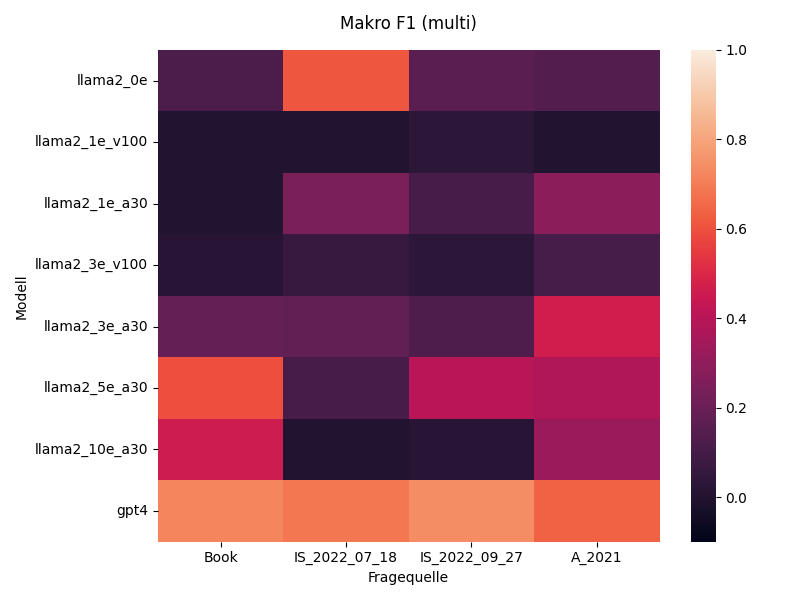 Makro F1 (multi)
llama2_0e
llama2_1e_v100
llama2_1e_a30
llama2_3e_v100
llama2_3e_a30
llama2_5e_a30
llama2_10e_a30
gpt4
Modell
Book
IS_2022_07_18
IS_2022_09_27
A_2021
Fragequelle
1.0
0.8
0.6
0.4
0.2
0.0